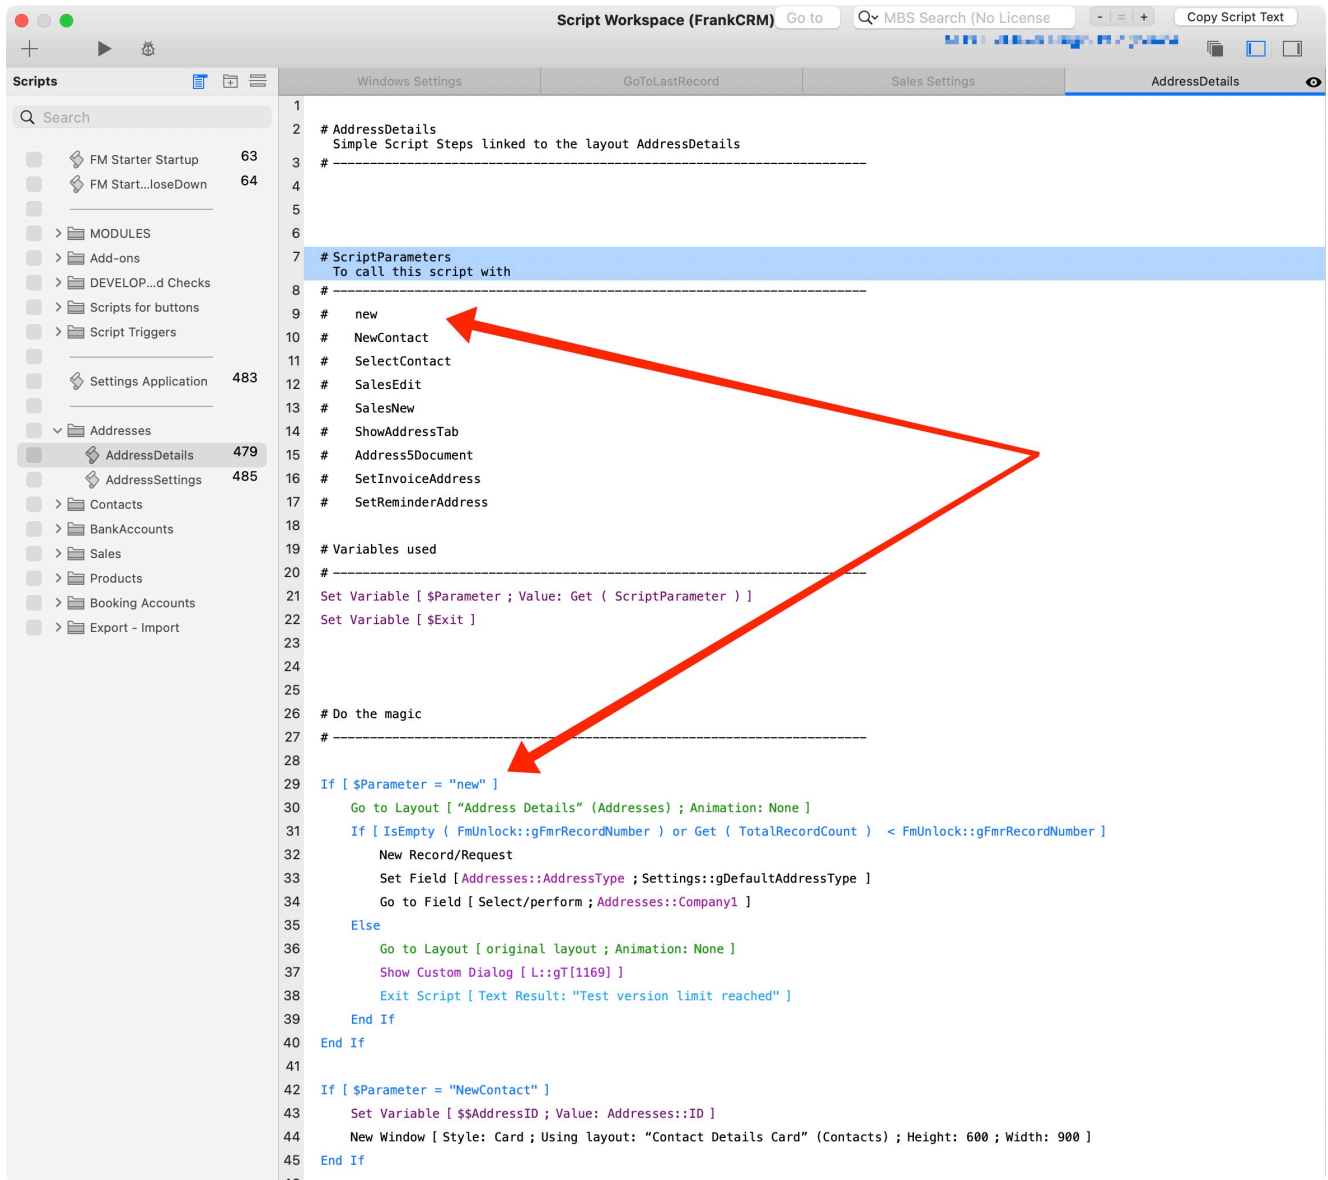 Script Workspace (FrankCRM)
Go to
MBS Search (No License
- = +
Copy Script Text
Scripts
Windows Settings
GoToLastRecord
Sales Settings
AddressDetails
Search
FM Starter Startup 63
FM Start...loseDown 64
MODULES
Add-ons
DEVELOP...d Checks
Scripts for buttons
Script Triggers
Settings Application 483
Addresses
AddressDetails 479
AddressSettings 485
Contacts
BankAccounts
Sales
Products
Booking Accounts
Export - Import
1
2 # AddressDetails
Simple Script Steps linked to the layout AddressDetails
3 # ------------------------------------------------------------------------
4
5
6
7 # ScriptParameters
To call this script with
8 # ------------------------------------------------------------------------
9 # new
10 # NewContact
11 # SelectContact
12 # SalesEdit
13 # SalesNew
14 # ShowAddressTab
15 # Address5Document
16 # SetInvoiceAddress
17 # SetReminderAddress
18
19 # Variables used
20 # ------------------------------------------------------------------------
21 Set Variable [ $Parameter ; Value: Get ( ScriptParameter ) ]
22 Set Variable [ $Exit ]
23
24
25
26 # Do the magic
27 # ------------------------------------------------------------------------
28
29 If [ $Parameter = "new" ]
30 Go to Layout [ “Address Details” (Addresses) ; Animation: None ]
31 If [ IsEmpty ( FmUnlock::gFmrRecordNumber ) or Get ( TotalRecordCount ) < FmUnlock::gFmrRecordNumber ]
32 New Record/Request
33 Set Field [ Addresses::AddressType ; Settings::gDefaultAddressType ]
34 Go to Field [ Select/perform ; Addresses::Company1 ]
35 Else
36 Go to Layout [ original layout ; Animation: None ]
37 Show Custom Dialog [ L::gT[1169] ]
38 Exit Script [ Text Result: "Test version limit reached" ]
39 End If
40 End If
41
42 If [ $Parameter = "NewContact" ]
43 Set Variable [ $$AddressID ; Value: Addresses::ID ]
44 New Window [ Style: Card ; Using layout: “Contact Details Card” (Contacts) ; Height: 600 ; Width: 900 ]
45 End If